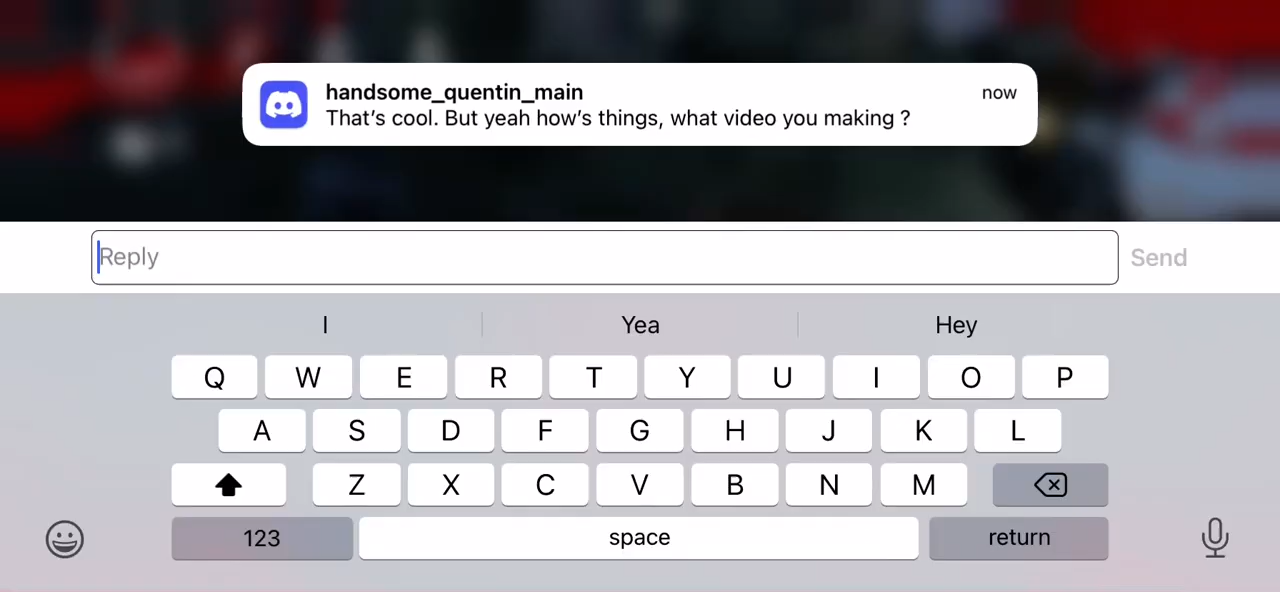 handsome_quentin_main now
That's cool. But yeah how's things, what video you making ?
Reply Send
I Yea Hey
Q W E R T Y U I O P
A S D F G H J K L
Z X C V B N M
123 space return